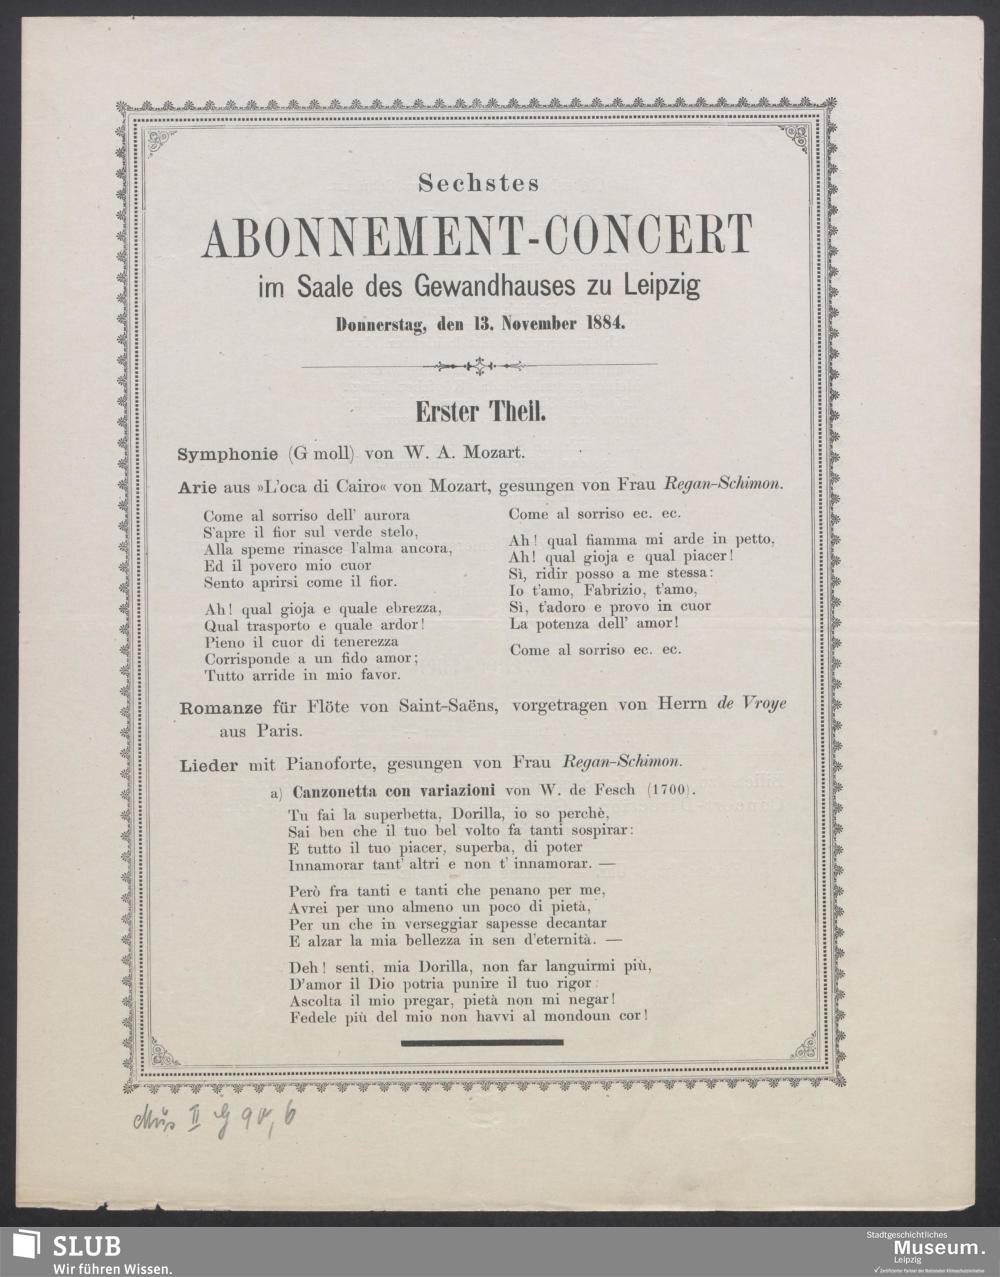 Sechstes
ABONNEMENT-CONCERT
im Saale des Gewandhauses zu Leipzig
Donnerstag, den 13. November 1884.
Erster Theil.
Symphonie (G moll) von W. A. Mozart.
Arie aus »L'oca di Cairo« von Mozart, gesungen von Frau Regan-Schimon.
Come al sorriso dell' aurora
S'apre il fior sul verde stelo,
Alla speme rinasce l'alma ancora,
Ed il povero mio cuor
Sento aprirsi come il fior.
Ah! qual gioja e quale ebrezza,
Qual trasporto e quale ardor!
Pieno il cuor di tenerezza
Corrisponde a un fido amor;
Tutto arride in mio favor.
Come al sorriso ec. ec.
Ah! qual fiamma mi arde in petto,
Ah! qual gioja e qual piacer!
Sì, ridir posso a me stessa:
Io t'amo, Fabrizio, t'amo,
Sì, t'adoro e provo in cuor
La potenza dell' amor!
Come al sorriso ec. ec.
Romanze für Flöte von Saint-Saëns, vorgetragen von Herrn de Vroye
aus Paris.
Lieder mit Pianoforte, gesungen von Frau Regan-Schimon.
a) Canzonetta con variazioni von W. de Fesch (1700).
Tu fai la superbetta, Dorilla, io so perchè,
Sai ben che il tuo bel volto fa tanti sospirar:
E tutto il tuo piacer, superba, di poter
Innamorar tant' altri e non t' innamorar. —
Però fra tanti e tanti che penano per me,
Avrei per uno almeno un poco di pietà,
Per un che in verseggiar sapesse decantar
E alzar la mia bellezza in sen d'eternità. —
Deh! senti, mia Dorilla, non far languirmi più,
D'amor il Dio potria punire il tuo rigor:
Ascolta il mio pregar, pietà non mi negar!
Fedele più del mio non havvi al mondoun cor!
Mus II G 90, 6
SLUB
Wir führen Wissen.
Stadtgeschichtliches
Museum.
Leipzig
✓ Zertifizierter Partner der Nationalen Klimaschutzinitiative